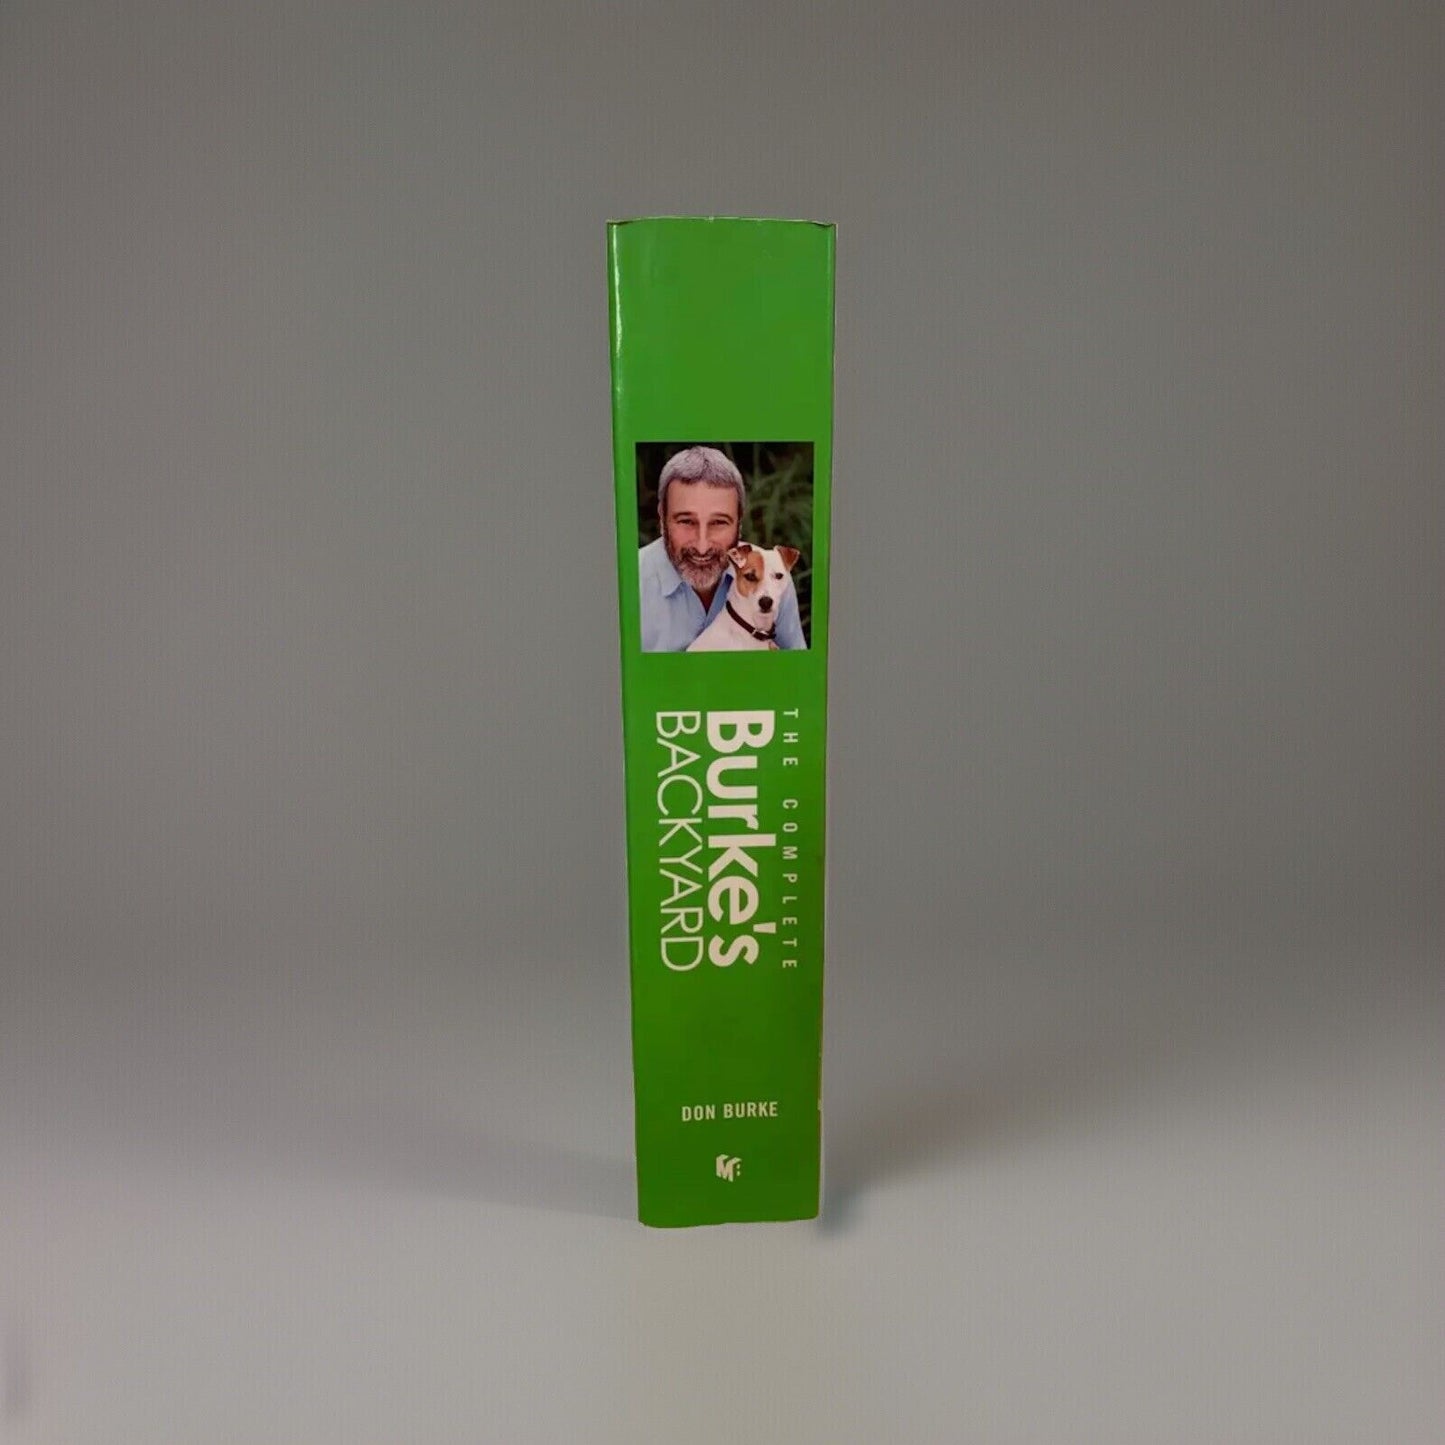 THE COMPLETE
Burke's
BACKYARD
DON BURKE